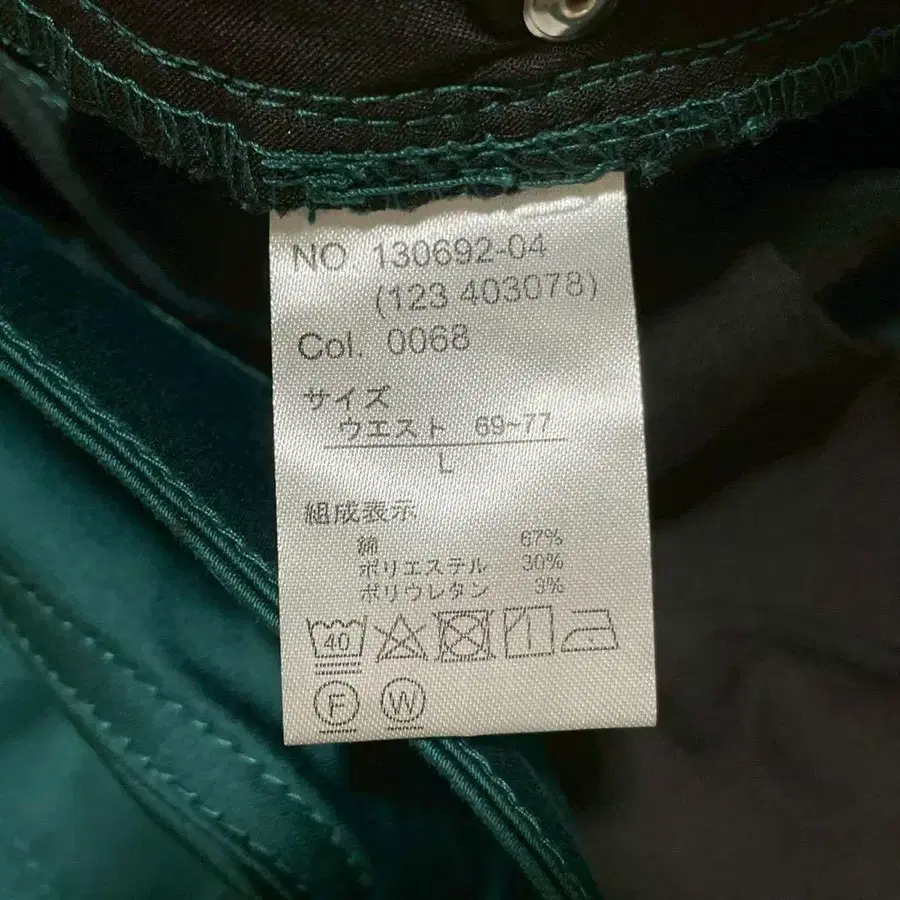 NO. 130692-04
(123 403078)
Col. 0068
サイズ
ウエスト 69~77
L
組成表示
綿 67%
ポリエステル 30%
ポリウレタン 3%
40
F W